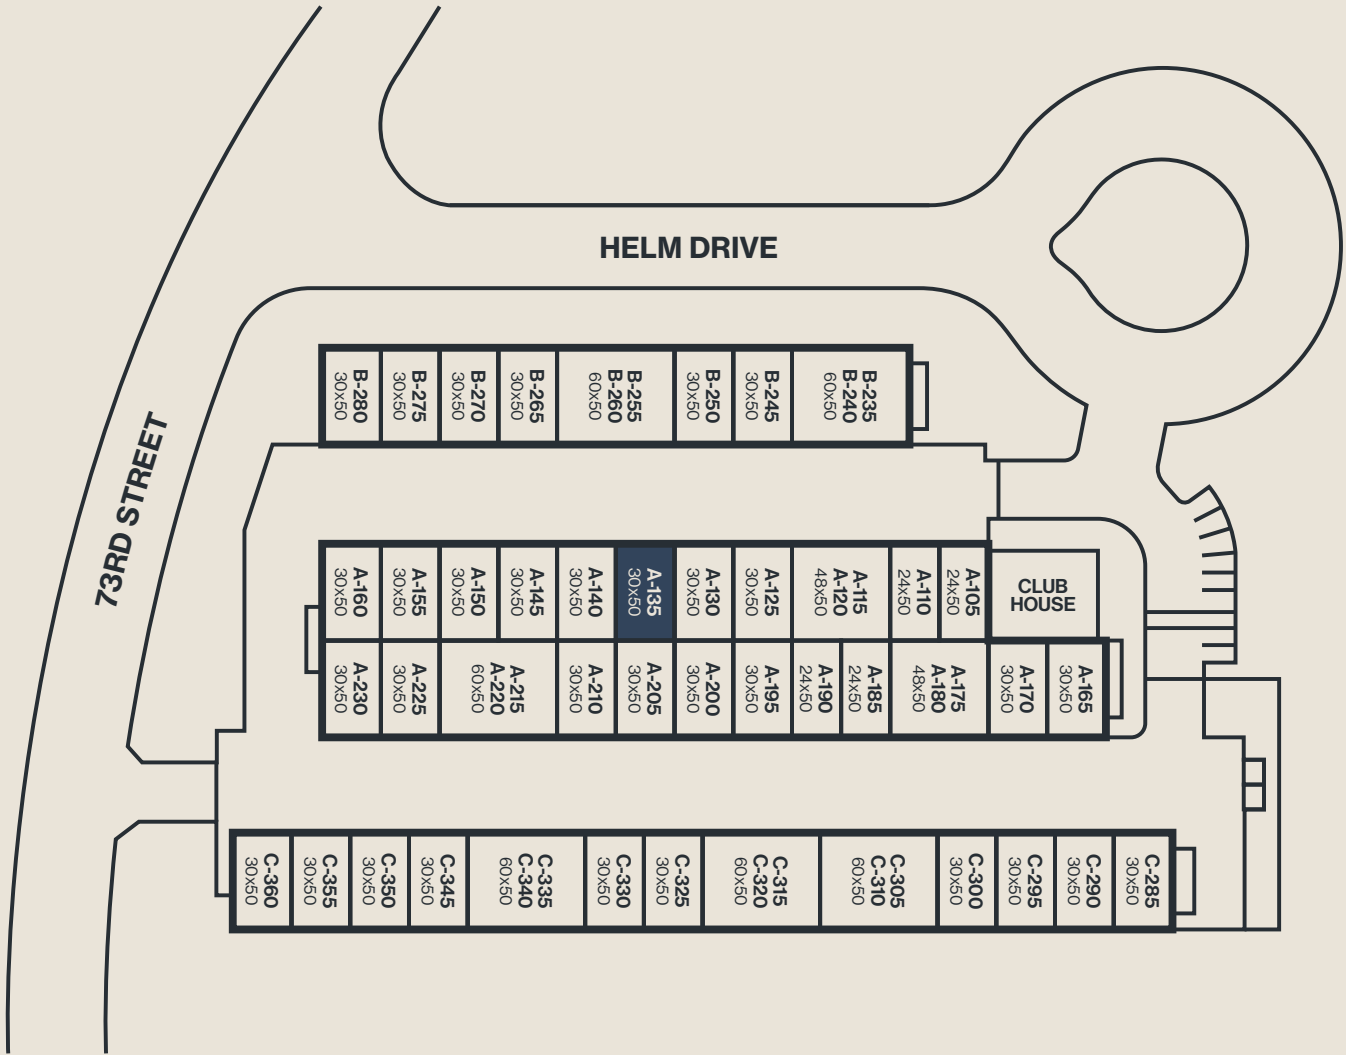 HELM DRIVE
73RD STREET
B-280
30x50
B-275
30x50
B-270
30x50
B-265
30x50
B-255
B-260
60x50
B-250
30x50
B-245
30x50
B-235
B-240
60x50
A-160
30x50
A-155
30x50
A-150
30x50
A-145
30x50
A-140
30x50
A-135
30x50
A-130
30x50
A-125
30x50
A-115
A-120
48x50
A-110
24x50
A-105
24x50
CLUB
HOUSE
A-230
30x50
A-225
30x50
A-215
A-220
60x50
A-210
30x50
A-205
30x50
A-200
30x50
A-195
30x50
A-190
24x50
A-185
24x50
A-175
A-180
48x50
A-170
30x50
A-165
30x50
C-360
30x50
C-355
30x50
C-350
30x50
C-345
30x50
C-335
C-340
60x50
C-330
30x50
C-325
30x50
C-315
C-320
60x50
C-305
C-310
60x50
C-300
30x50
C-295
30x50
C-290
30x50
C-285
30x50